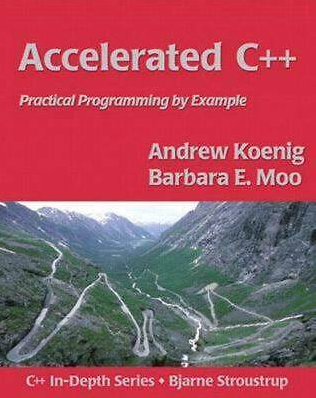 Accelerated C++
Practical Programming by Example
Andrew Koenig
Barbara E. Moo
C++ In-Depth Series • Bjarne Stroustrup